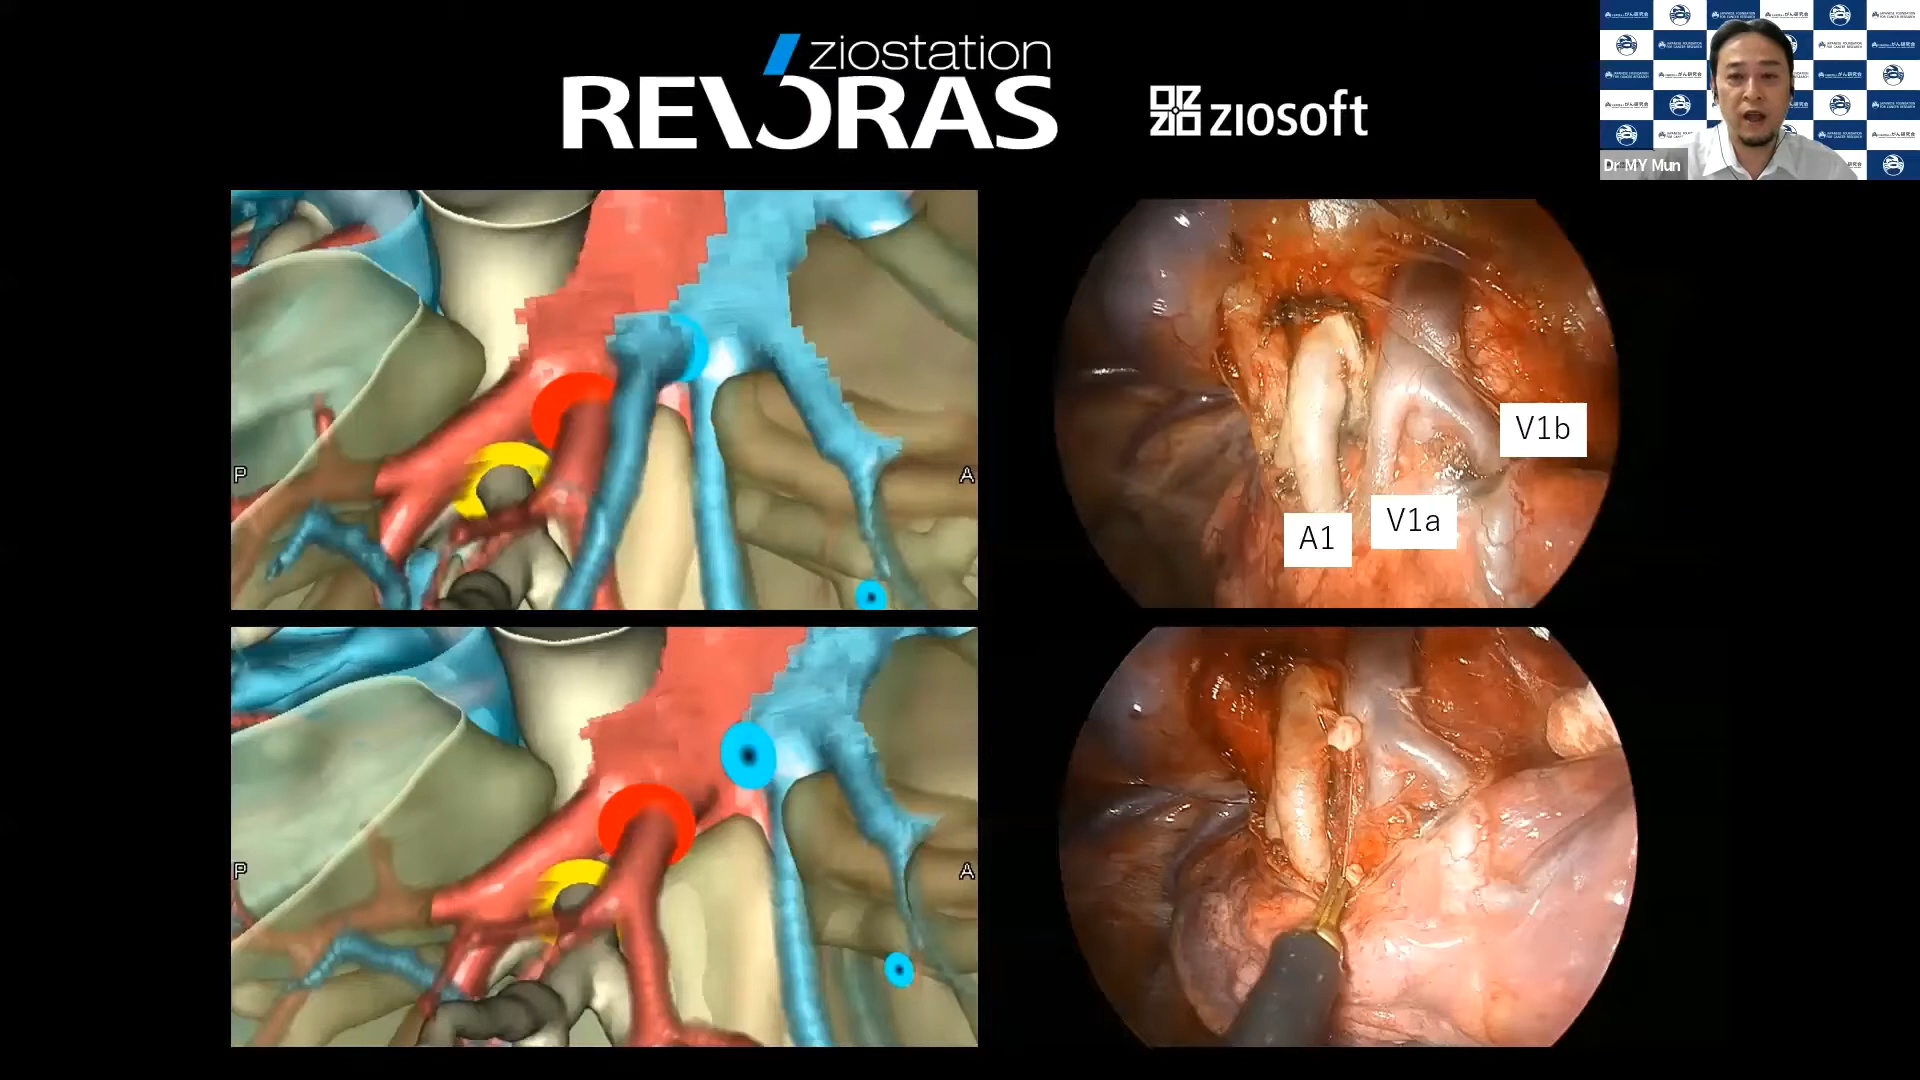 ziostation
REVORAS
ziosoft
Dr MY Mun
P
A
V1b
V1a
A1
P
A